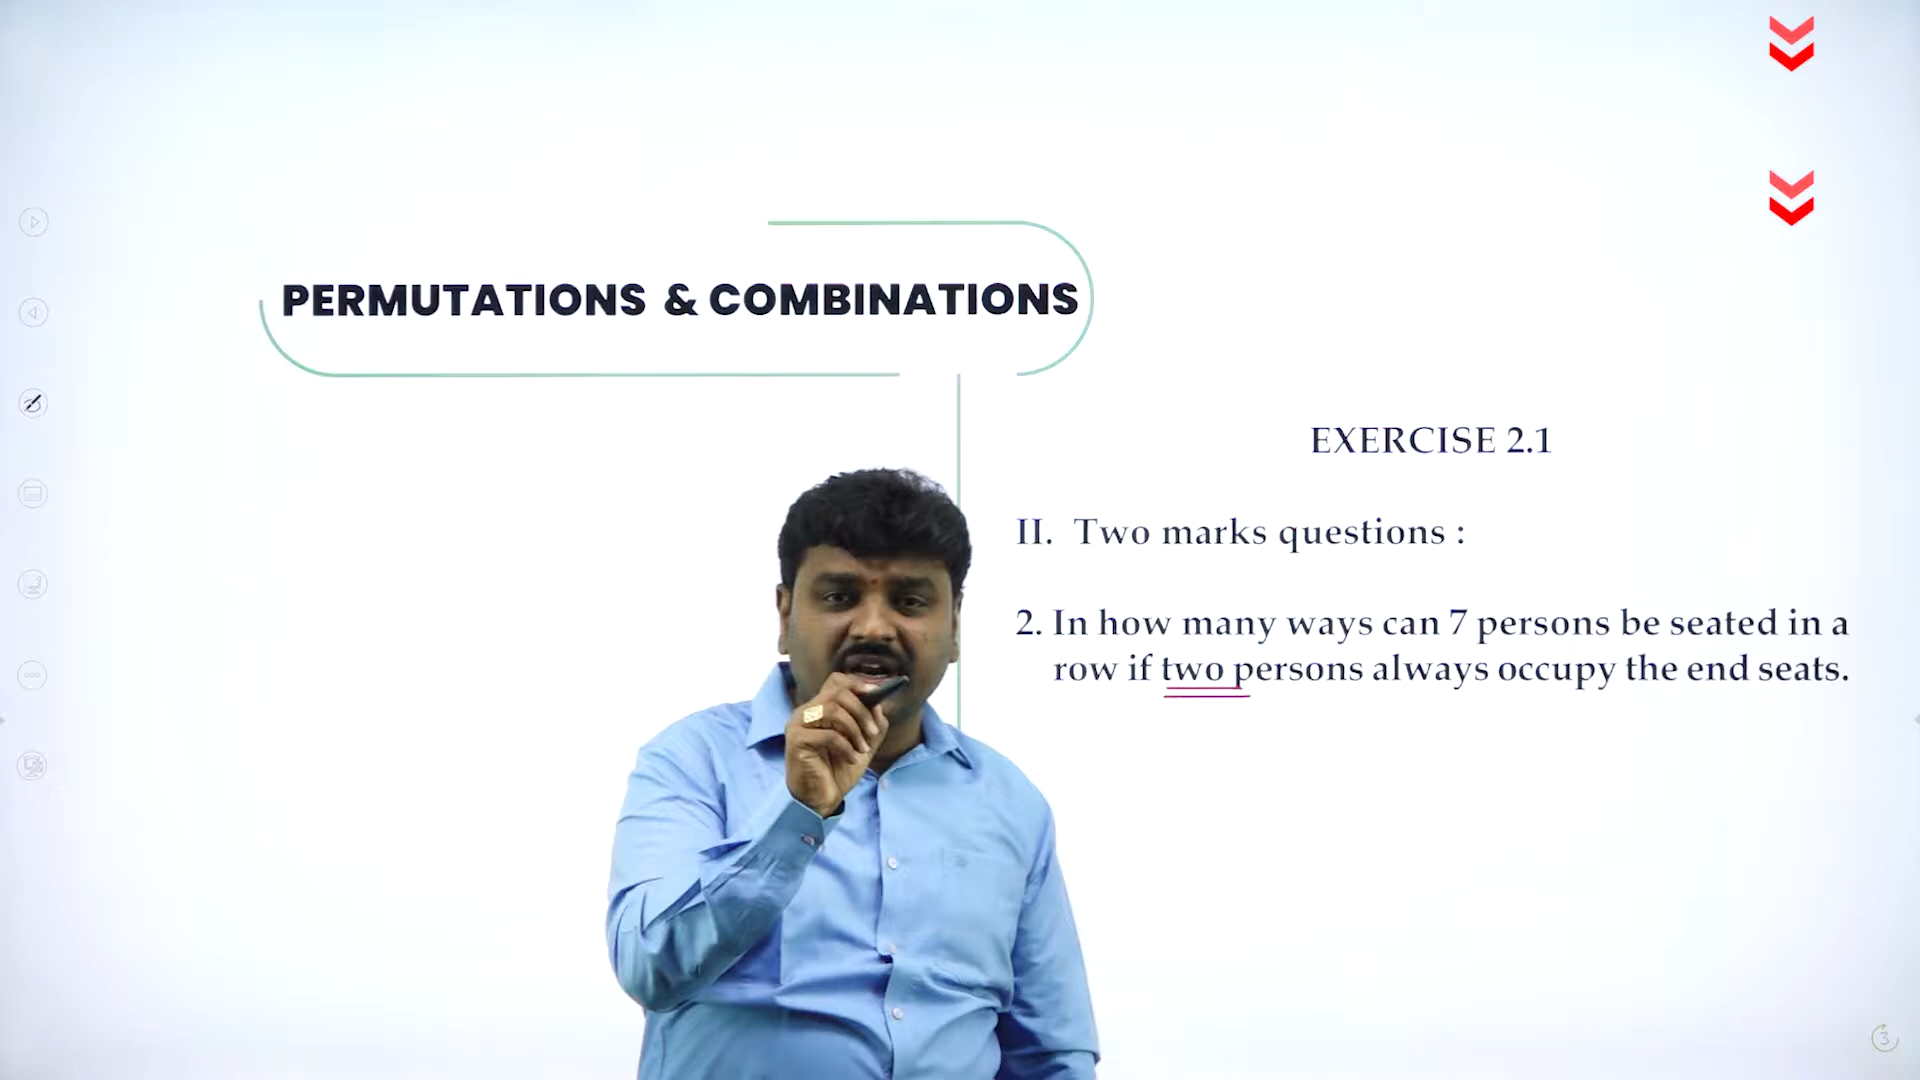 PERMUTATIONS & COMBINATIONS
EXERCISE 2.1
II. Two marks questions :
2. In how many ways can 7 persons be seated in a
row if two persons always occupy the end seats.
3